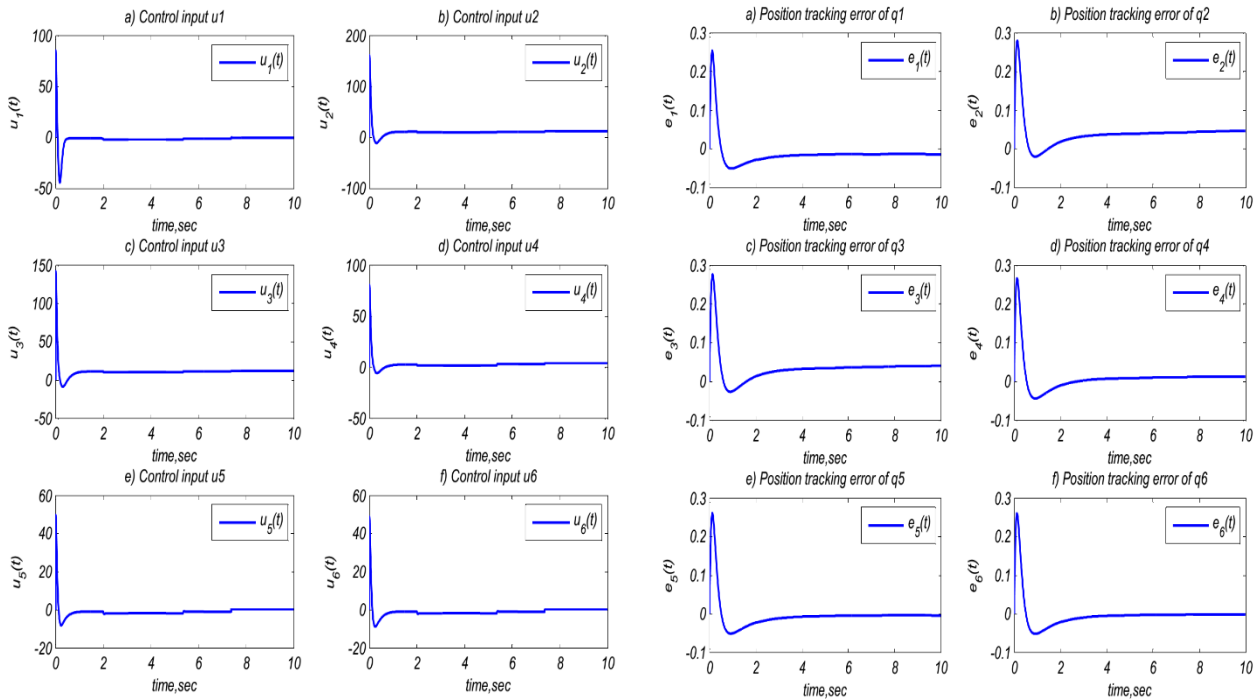 a) Control input u1
100
50
0
-50
u1(t)
u_1(t)
0 2 4 6 8 10
time,sec
b) Control input u2
200
100
0
-100
u2(t)
u_2(t)
0 2 4 6 8 10
time,sec
a) Position tracking error of q1
0.3
0.2
0.1
0
-0.1
e1(t)
e_1(t)
0 2 4 6 8 10
time,sec
b) Position tracking error of q2
0.3
0.2
0.1
0
-0.1
e2(t)
e_2(t)
0 2 4 6 8 10
time,sec
c) Control input u3
150
100
50
0
-50
u3(t)
u_3(t)
0 2 4 6 8 10
time,sec
d) Control input u4
100
50
0
-50
u4(t)
u_4(t)
0 2 4 6 8 10
time,sec
c) Position tracking error of q3
0.3
0.2
0.1
0
-0.1
e3(t)
e_3(t)
0 2 4 6 8 10
time,sec
d) Position tracking error of q4
0.3
0.2
0.1
0
-0.1
e4(t)
e_4(t)
0 2 4 6 8 10
time,sec
e) Control input u5
60
40
20
0
-20
u5(t)
u_5(t)
0 2 4 6 8 10
time,sec
f) Control input u6
60
40
20
0
-20
u6(t)
u_6(t)
0 2 4 6 8 10
time,sec
e) Position tracking error of q5
0.3
0.2
0.1
0
-0.1
e5(t)
e_5(t)
0 2 4 6 8 10
time,sec
f) Position tracking error of q6
0.3
0.2
0.1
0
-0.1
e6(t)
e_6(t)
0 2 4 6 8 10
time,sec